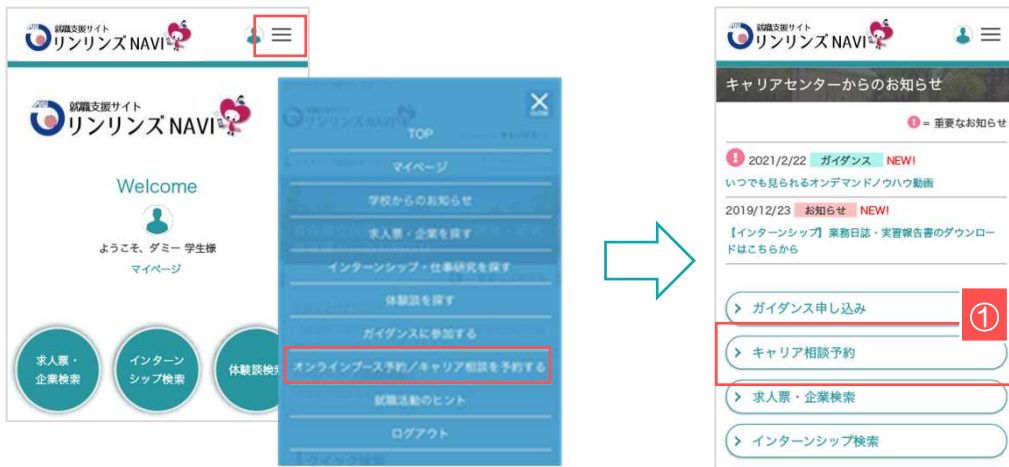 就職支援サイト
リンリンズ NAVI
就職支援サイト
リンリンズ NAVI
Welcome
ようこそ、ダミー 学生様
マイページ
求人票・
企業検索
インターン
シップ検索
体験談検
CLOSE
TOP
マイページ
学校からのお知らせ
求人票・企業を探す
インターンシップ・仕事研究を探す
体験談を探す
ガイダンスに参加する
オンラインブース予約／キャリア相談を予約する
就職活動のヒント
ログアウト
クイック検索
就職支援サイト
リンリンズ NAVI
キャリアセンターからのお知らせ
! = 重要なお知らせ
! 2021/2/22 ガイダンス NEW!
いつでも見られるオンデマンドノウハウ動画
2019/12/23 お知らせ NEW!
【インターンシップ】業務日誌・実習報告書のダウンロー
ドはこちらから
> ガイダンス申し込み
①
> キャリア相談予約
> 求人票・企業検索
> インターンシップ検索